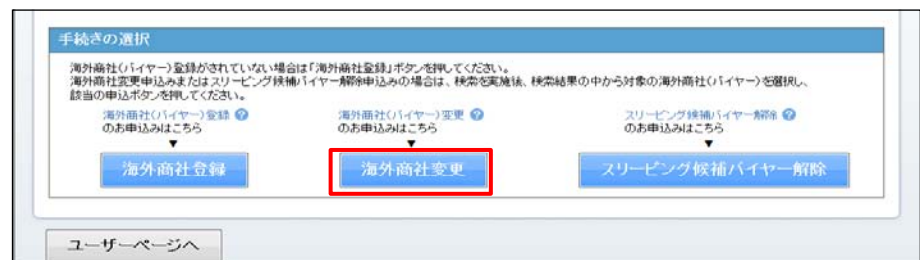 手続きの選択
海外商社(バイヤー)登録がされていない場合は「海外商社登録」ボタンを押してください。
海外商社変更申込みまたはスリーピング候補バイヤー解除申込みの場合は、検索を実施後、検索結果の中から対象の海外商社(バイヤー)を選択し、
該当の申込ボタンを押してください。
海外商社(バイヤー)登録 ?
のお申込みはこちら
▼
海外商社登録
海外商社(バイヤー)変更 ?
のお申込みはこちら
▼
海外商社変更
スリーピング候補バイヤー解除 ?
のお申込みはこちら
▼
スリーピング候補バイヤー解除
ユーザーページへ